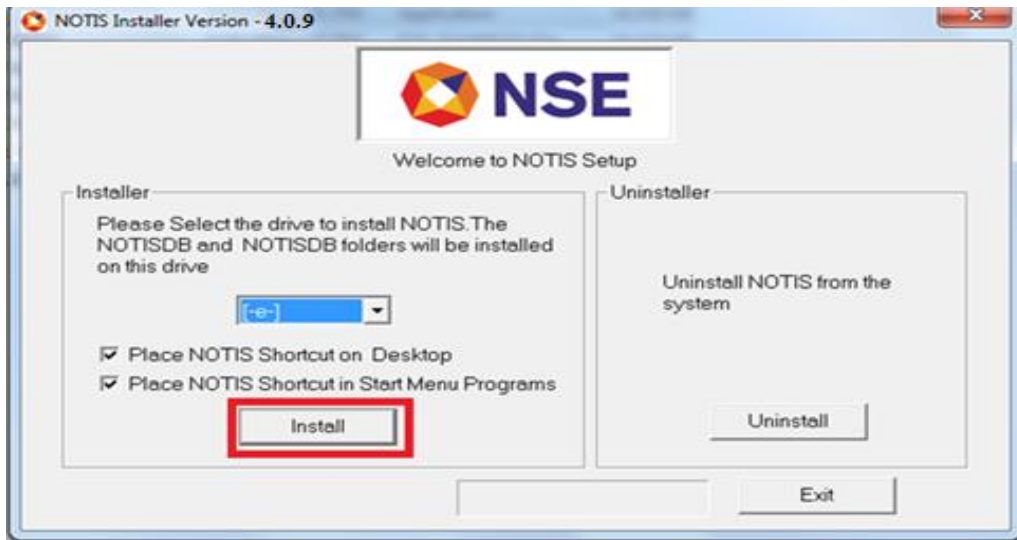 NOTIS Installer Version - 4.0.9
NSE
Welcome to NOTIS Setup
Installer
Please Select the drive to install NOTIS.The
NOTISDB and NOTISDB folders will be installed
on this drive
[-e-]
Place NOTIS Shortcut on Desktop
Place NOTIS Shortcut in Start Menu Programs
Install
Uninstaller
Uninstall NOTIS from the
system
Uninstall
Exit